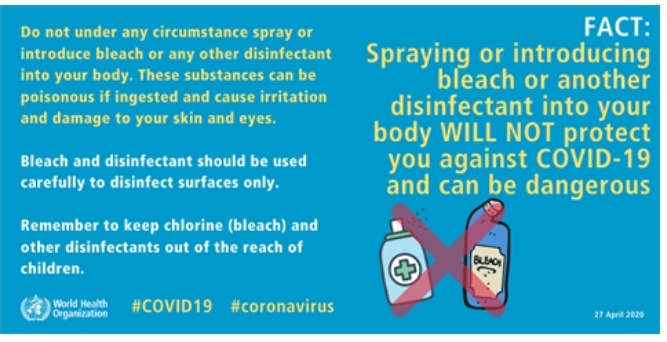 Do not under any circumstance spray or
introduce bleach or any other disinfectant
into your body. These substances can be
poisonous if ingested and cause irritation
and damage to your skin and eyes.
Bleach and disinfectant should be used
carefully to disinfect surfaces only.
Remember to keep chlorine (bleach) and
other disinfectants out of the reach of
children.
World Health
Organization
#COVID19 #coronavirus
FACT:
Spraying or introducing
bleach or another
disinfectant into your
body WILL NOT protect
you against COVID-19
and can be dangerous
BLEACH
27 April 2020